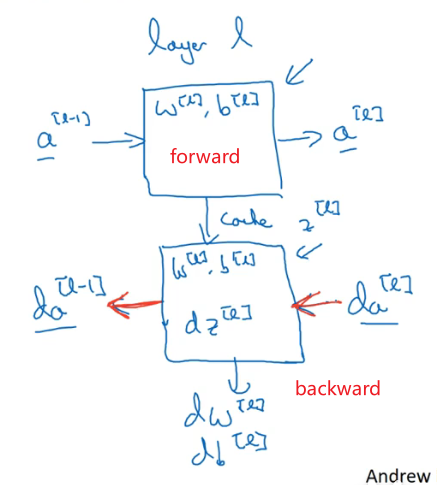 layer l
w[l], b[l]
a[l-1]
a[l]
forward
cache z[l]
w[l], b[l]
da[l-1]
dz[l]
da[l]
backward
dw[l]
db[l]
Andrew